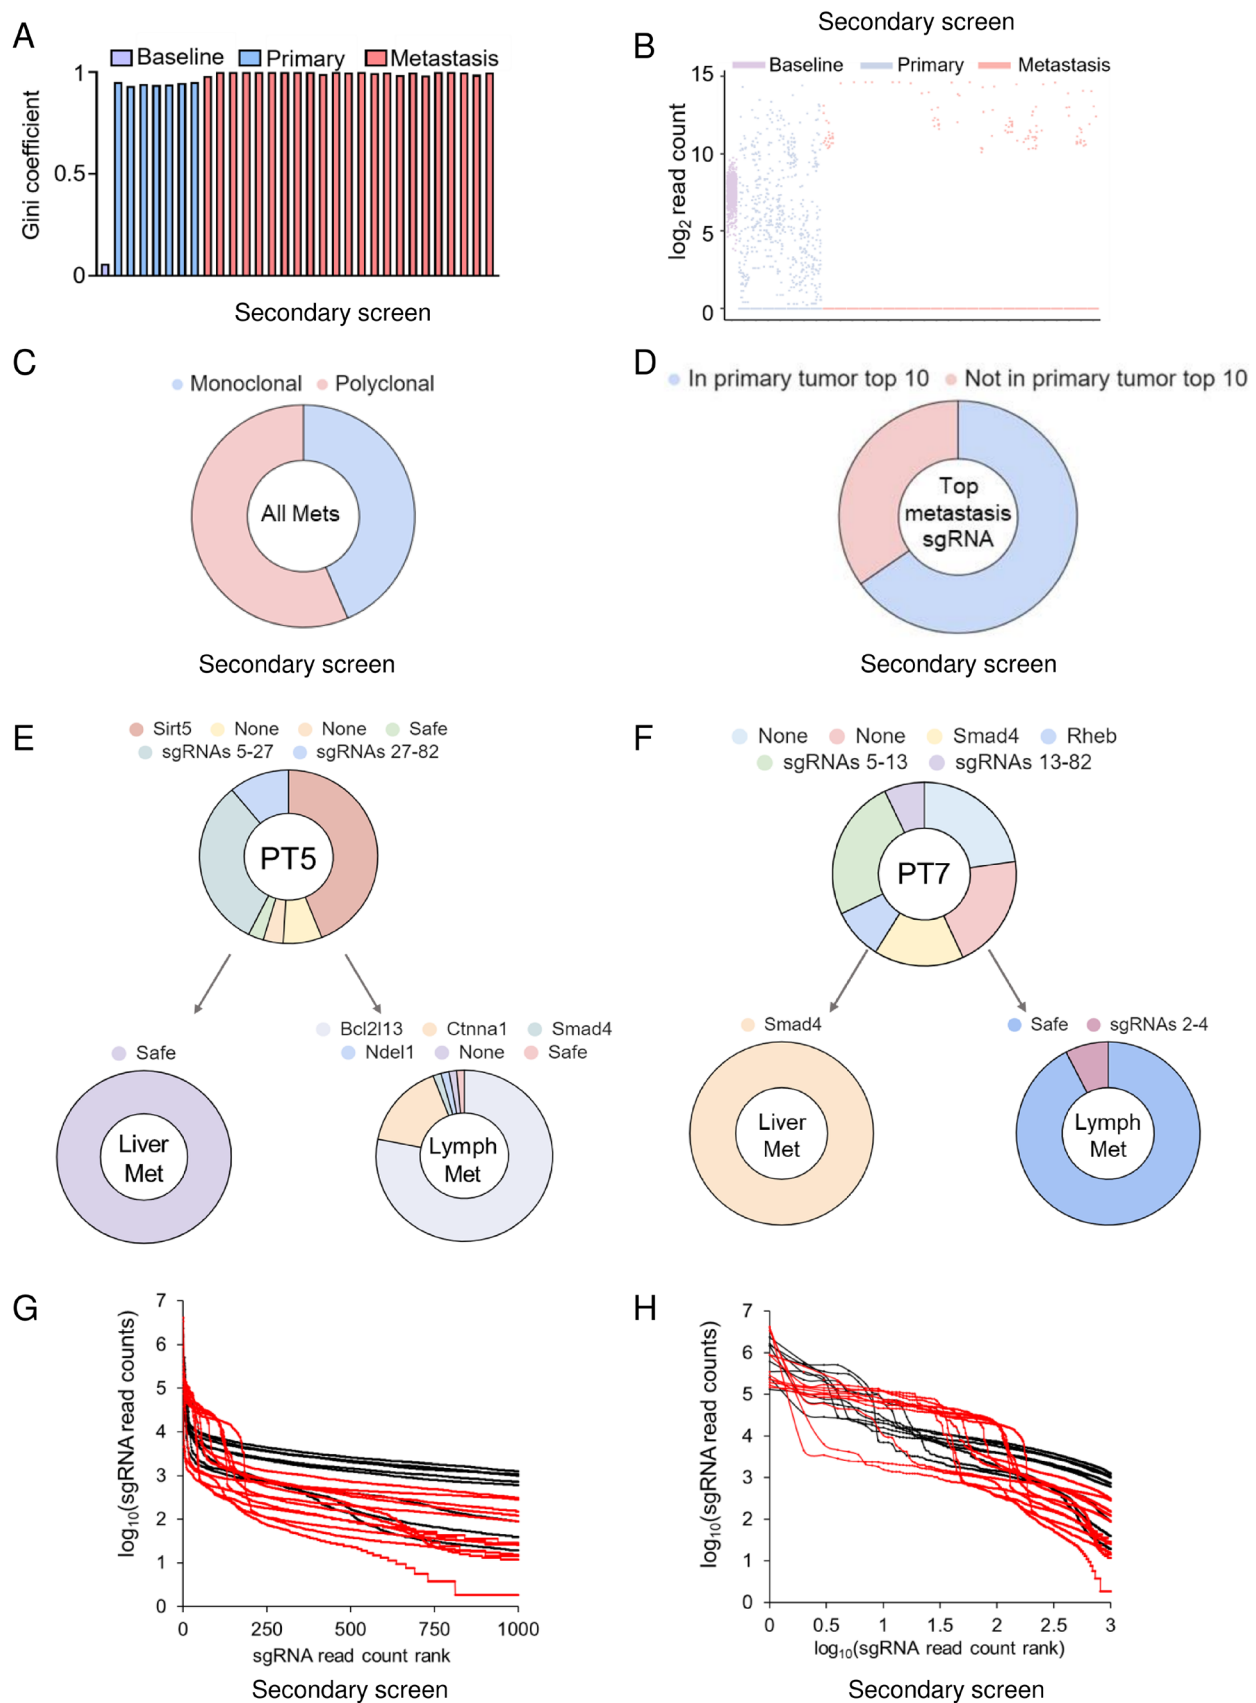 A
Baseline Primary Metastasis
Gini coefficient
1
0.5
0
Secondary screen
Secondary screen
B
Baseline Primary Metastasis
log2 read count
15
10
5
0
C
Monoclonal Polyclonal
All Mets
Secondary screen
D
In primary tumor top 10 Not in primary tumor top 10
Top
metastasis
sgRNA
Secondary screen
E
Sirt5 None None Safe
sgRNAs 5-27 sgRNAs 27-82
PT5
Safe
Liver
Met
Bcl2l13 Ctnna1 Smad4
Ndel1 None Safe
Lymph
Met
F
None None Smad4 Rheb
sgRNAs 5-13 sgRNAs 13-82
PT7
Smad4
Liver
Met
Safe sgRNAs 2-4
Lymph
Met
G
log10(sgRNA read counts)
7
6
5
4
3
2
1
0
0 250 500 750 1000
sgRNA read count rank
Secondary screen
H
log10(sgRNA read counts)
7
6
5
4
3
2
1
0
0 0.5 1 1.5 2 2.5 3
log10(sgRNA read count rank)
Secondary screen